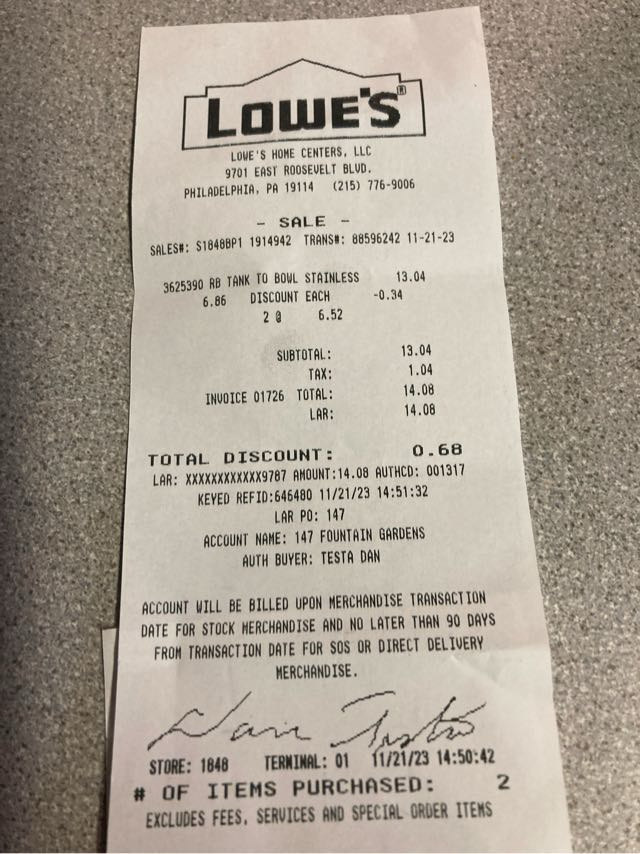 LOWE'S®
LOWE'S HOME CENTERS, LLC
9701 EAST ROOSEVELT BLVD.
PHILADELPHIA, PA 19114 (215) 776-9006
- SALE -
SALES#: S1848BP1 1914942 TRANS#: 88596242 11-21-23
3625390 RB TANK TO BOWL STAINLESS 13.04
6.86 DISCOUNT EACH -0.34
2 @ 6.52
SUBTOTAL: 13.04
TAX: 1.04
INVOICE 01726 TOTAL: 14.08
LAR: 14.08
TOTAL DISCOUNT: 0.68
LAR: XXXXXXXXXXXX9787 AMOUNT:14.08 AUTHCD: 001317
KEYED REFID:646480 11/21/23 14:51:32
LAR PO: 147
ACCOUNT NAME: 147 FOUNTAIN GARDENS
AUTH BUYER: TESTA DAN
ACCOUNT WILL BE BILLED UPON MERCHANDISE TRANSACTION
DATE FOR STOCK MERCHANDISE AND NO LATER THAN 90 DAYS
FROM TRANSACTION DATE FOR SOS OR DIRECT DELIVERY
MERCHANDISE.
Dan Testa
STORE: 1848 TERMINAL: 01 11/21/23 14:50:42
# OF ITEMS PURCHASED: 2
EXCLUDES FEES, SERVICES AND SPECIAL ORDER ITEMS